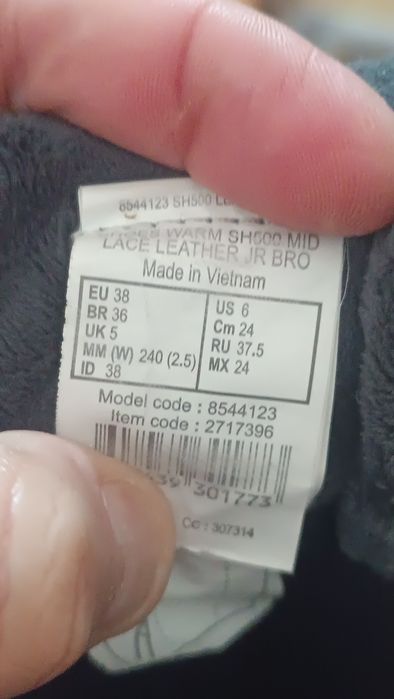 8544123 SH500
WARM SH500 MID
LACE LEATHER JR BRO
Made in Vietnam
EU 38
BR 36
UK 5
MM (W) 240 (2.5)
ID 38
US 6
Cm 24
RU 37.5
MX 24
Model code : 8544123
Item code : 2717396
301773
CC : 307314